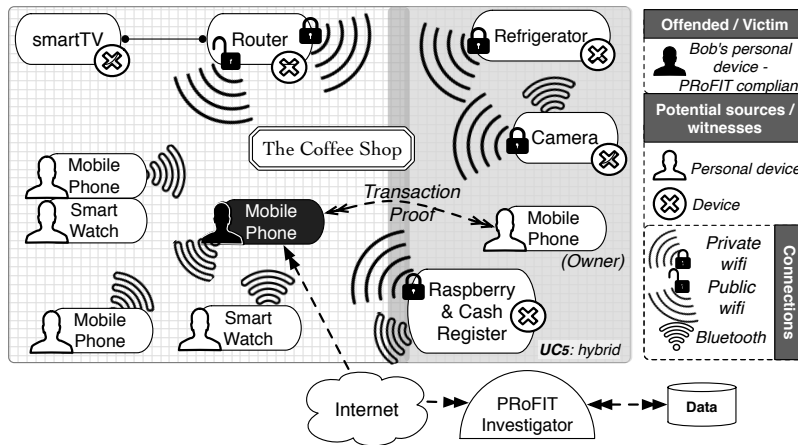 smartTV
Router
Refrigerator
Camera
The Coffee Shop
Mobile
Phone
Smart
Watch
Mobile
Phone
Transaction
Proof
Mobile
Phone
(Owner)
Mobile
Phone
Smart
Watch
Raspberry
& Cash
Register
UC5: hybrid
Internet
PRoFIT
Investigator
Data
Offended / Victim
Bob's personal
device -
PRoFIT compliant
Potential sources /
witnesses
Personal device
Device
Private
wifi
Public
wifi
Bluetooth
Connections